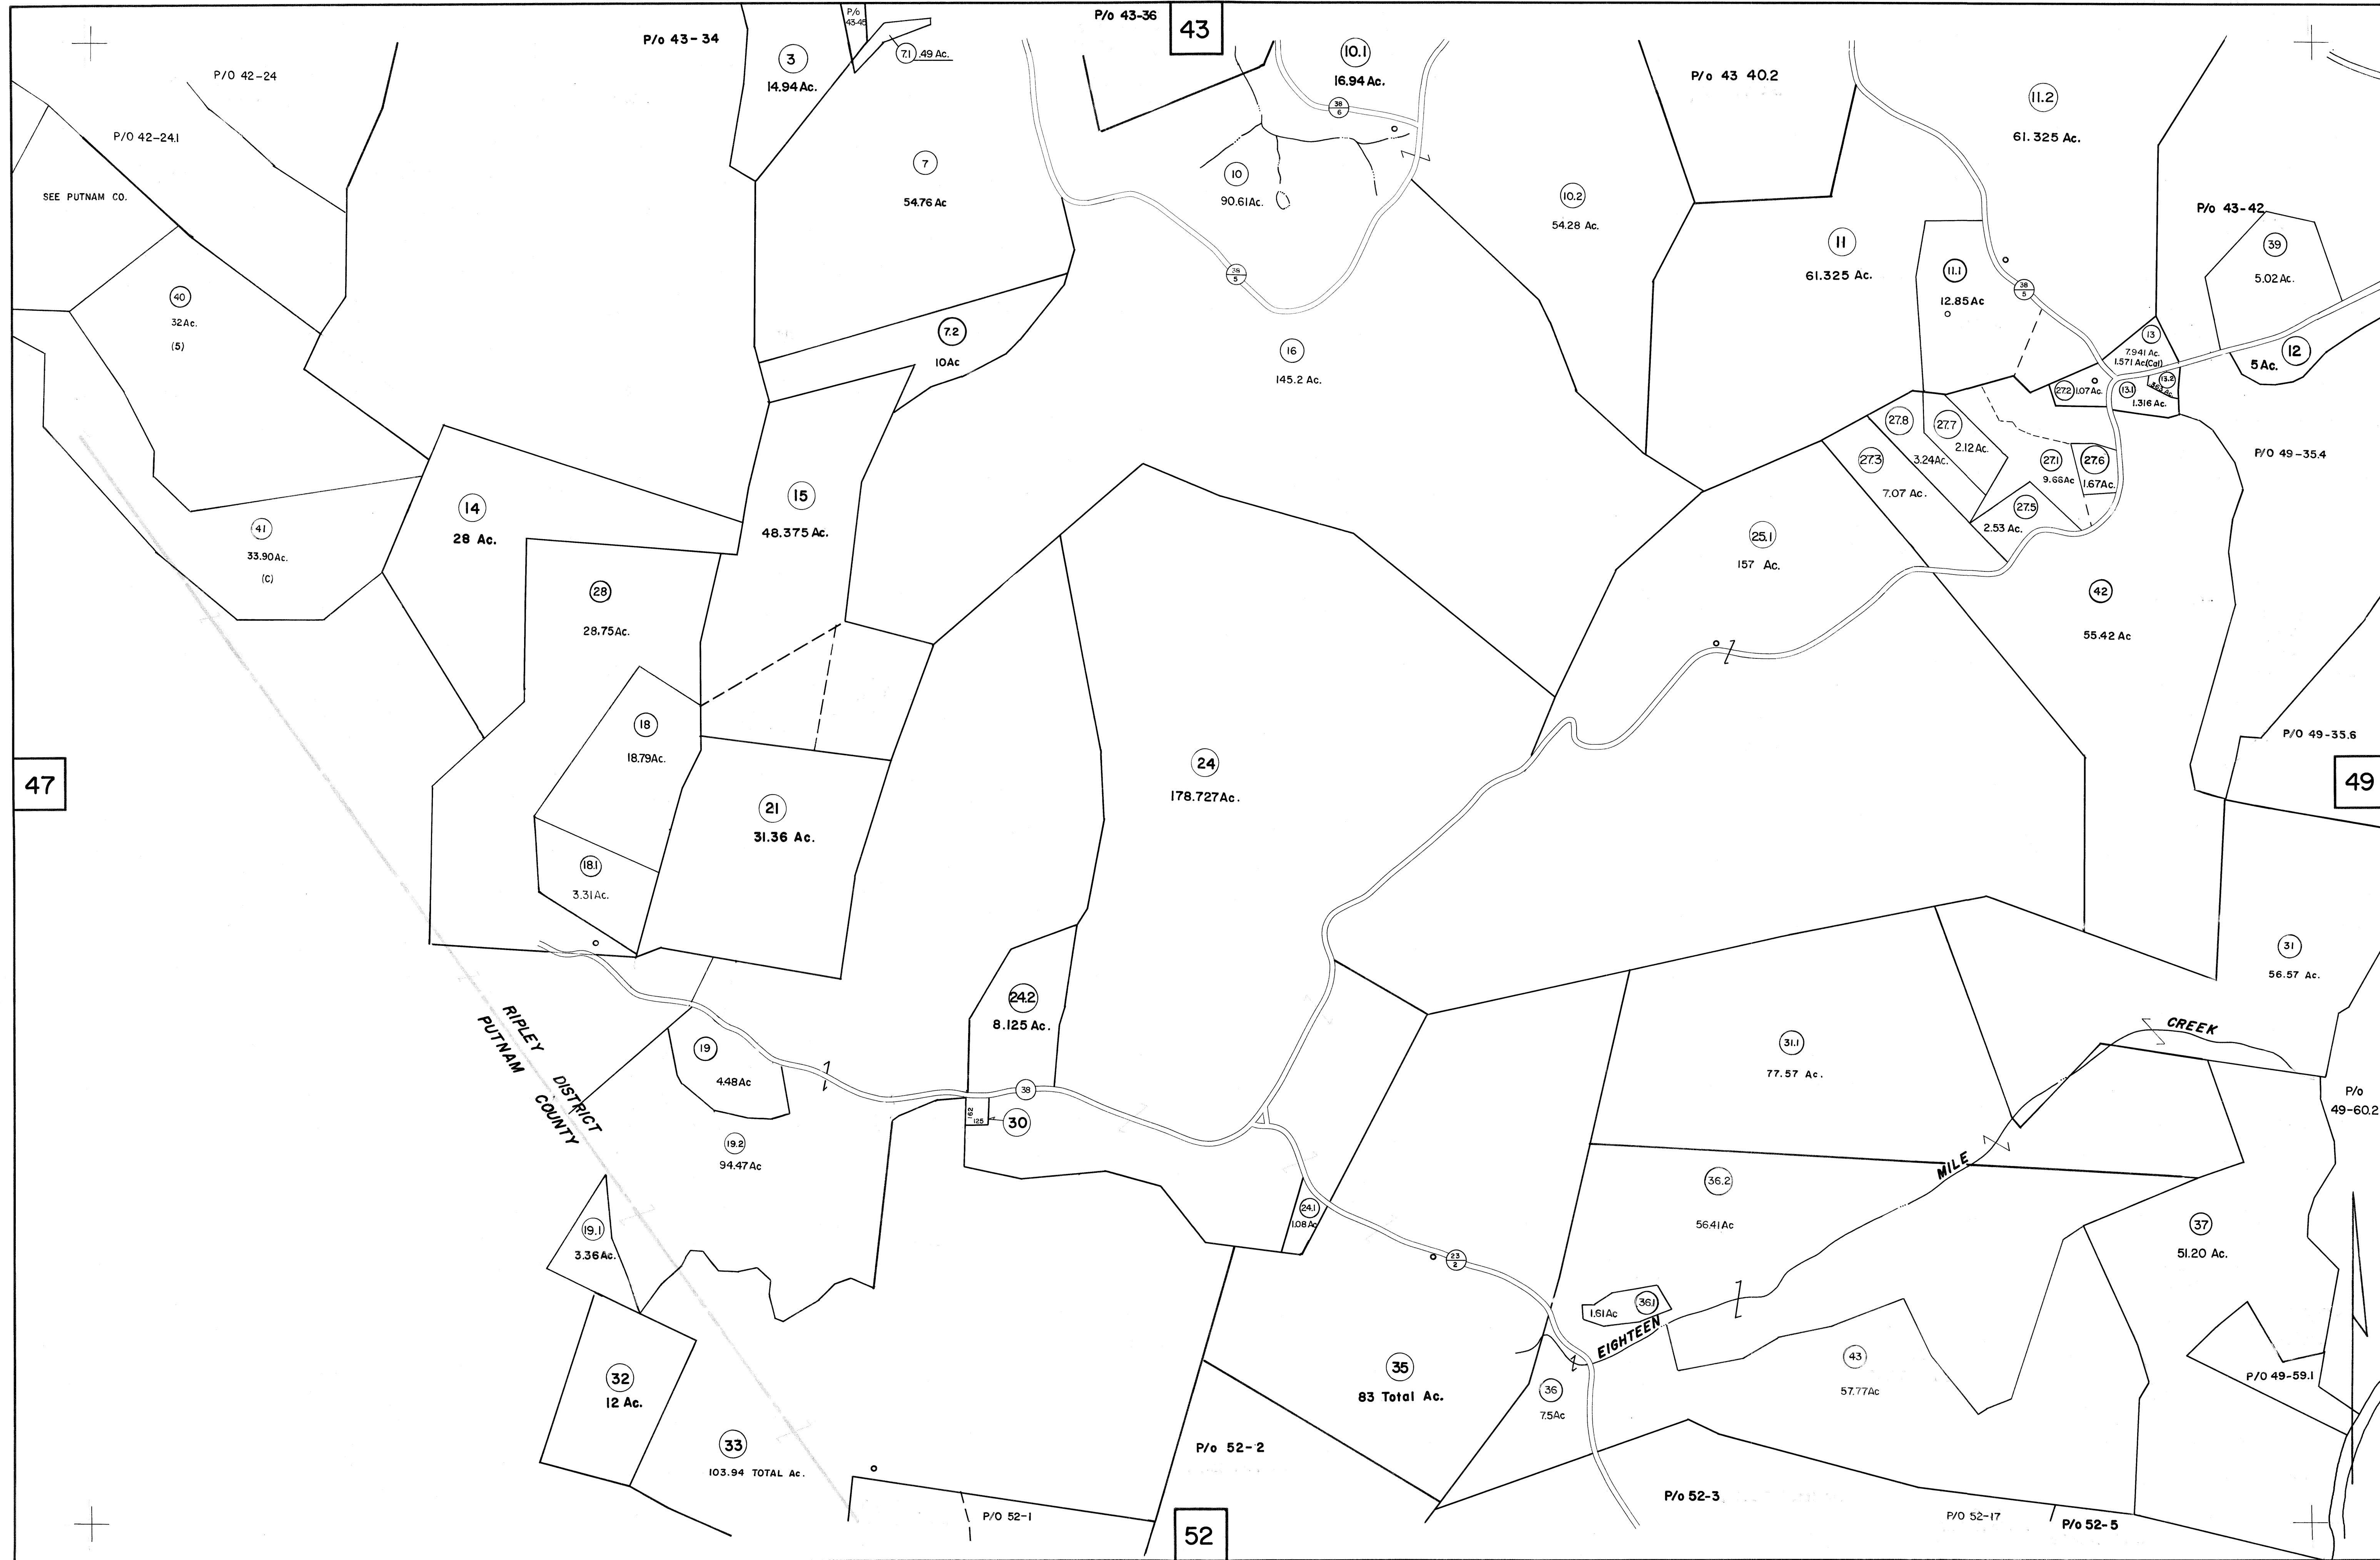 P/o 43-34
P/o
43-45
P/o 43-36
43
P/O 42-24
3
14.94 Ac.
7.1 .49 Ac.
10.1
16.94 Ac.
38
6
P/o 43 40.2
11.2
61.325 Ac.
P/O 42-24.1
SEE PUTNAM CO.
7
54.76 Ac
10
90.61 Ac.
10.2
54.28 Ac.
P/o 43-42
11
61.325 Ac.
39
5.02 Ac.
40
32 Ac.
(5)
38
5
11.1
12.85 Ac
38
5
7.2
10 Ac
16
145.2 Ac.
13
7.941 Ac.
1.571 Ac(Cal)
12
5 Ac.
27.2 1.07 Ac.
13.1
1.316 Ac.
13.2
27.8
3.24 Ac.
27.7
2.12 Ac.
27.3
7.07 Ac.
27.1
9.66 Ac
27.6
1.67 Ac.
27.5
2.53 Ac.
P/O 49-35.4
14
28 Ac.
15
48.375 Ac.
41
33.90 Ac.
(C)
25.1
157 Ac.
28
28.75 Ac.
42
55.42 Ac
18
18.79 Ac.
P/O 49-35.6
47
24
178.727 Ac.
49
21
31.36 Ac.
18.1
3.31 Ac.
31
56.57 Ac.
24.2
8.125 Ac.
RIPLEY DISTRICT
PUTNAM COUNTY
19
4.48 Ac
38
162
125
30
31.1
77.57 Ac.
CREEK
P/o
49-60.2
19.2
94.47 Ac
MILE
36.2
56.41 Ac
19.1
3.36 Ac.
24.1
1.08 Ac
37
51.20 Ac.
23
2
1.61 Ac 36.1
EIGHTEEN
32
12 Ac.
35
83 Total Ac.
36
7.5 Ac
43
57.77 Ac
P/O 49-59.1
33
103.94 TOTAL Ac.
P/o 52-2
P/o 52-3
P/O 52-1
52
P/O 52-17
P/o 52-5